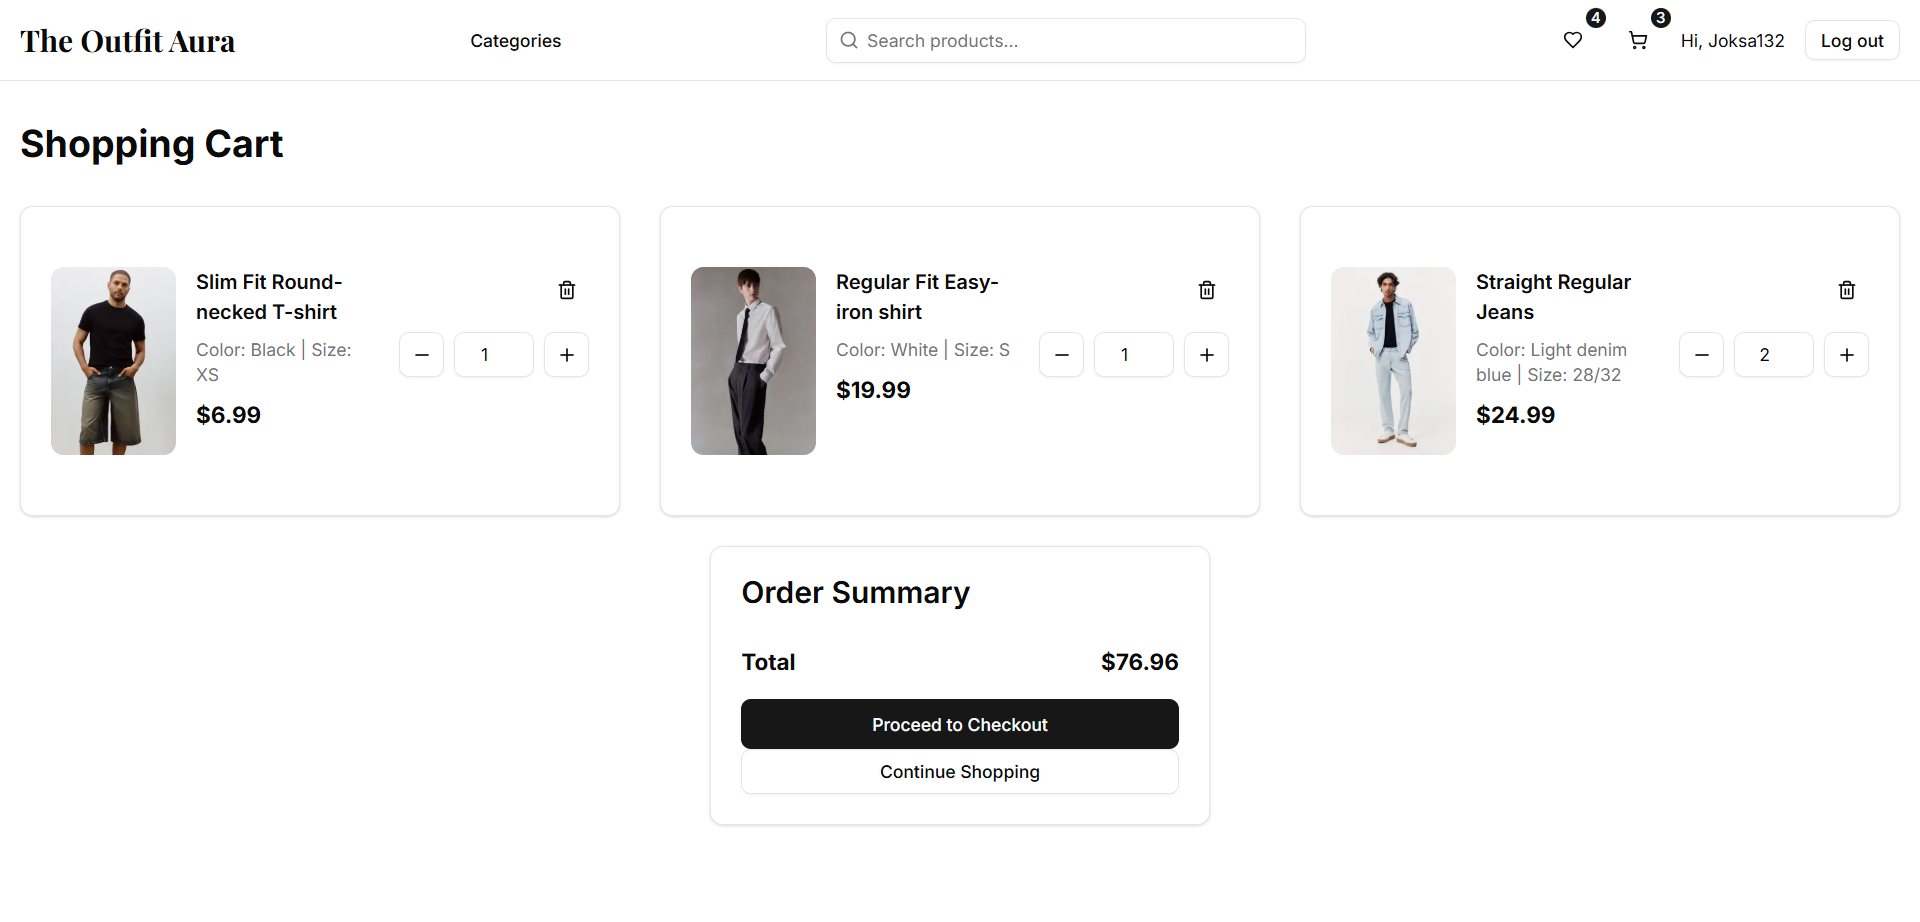 The Outfit Aura
Categories
Search products...
4
3
Hi, Joksa132
Log out
Shopping Cart
Slim Fit Round-
necked T-shirt
Color: Black | Size:
XS
$6.99
1
Regular Fit Easy-
iron shirt
Color: White | Size: S
$19.99
1
Straight Regular
Jeans
Color: Light denim
blue | Size: 28/32
$24.99
2
Order Summary
Total $76.96
Proceed to Checkout
Continue Shopping